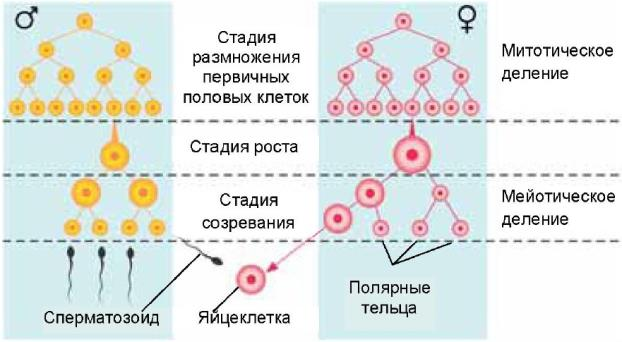 ♂
♀
Стадия
размножения
первичных
половых клеток
Митотическое
деление
Стадия роста
Стадия
созревания
Мейотическое
деление
Сперматозоид
Яйцеклетка
Полярные
тельца